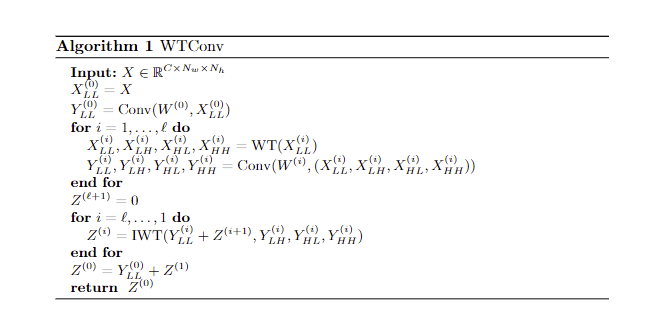 Algorithm 1 WTConv
Input: $X \in \mathbb{R}^{C \times N_w \times N_h}$
$X_{LL}^{(0)} = X$
$Y_{LL}^{(0)} = \text{Conv}(W^{(0)}, X_{LL}^{(0)})$
for $i = 1, \ldots, \ell$ do
$X_{LL}^{(i)}, X_{LH}^{(i)}, X_{HL}^{(i)}, X_{HH}^{(i)} = \text{WT}(X_{LL}^{(i)})$
$Y_{LL}^{(i)}, Y_{LH}^{(i)}, Y_{HL}^{(i)}, Y_{HH}^{(i)} = \text{Conv}(W^{(i)}, (X_{LL}^{(i)}, X_{LH}^{(i)}, X_{HL}^{(i)}, X_{HH}^{(i)}))$
end for
$Z^{(\ell+1)} = 0$
for $i = \ell, \ldots, 1$ do
$Z^{(i)} = \text{IWT}(Y_{LL}^{(i)} + Z^{(i+1)}, Y_{LH}^{(i)}, Y_{HL}^{(i)}, Y_{HH}^{(i)})$
end for
$Z^{(0)} = Y_{LL}^{(0)} + Z^{(1)}$
return $Z^{(0)}$